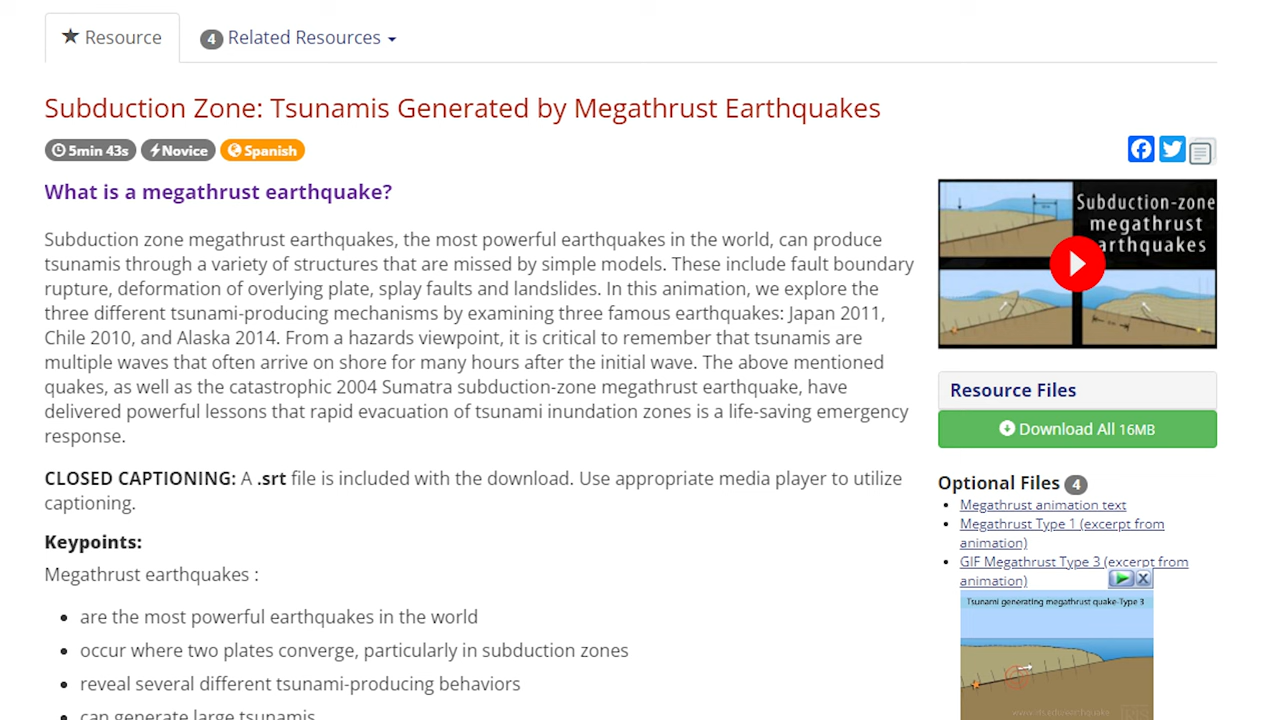 Resource
4 Related Resources
Subduction Zone: Tsunamis Generated by Megathrust Earthquakes
5min 43s Novice Spanish
What is a megathrust earthquake?
Subduction zone megathrust earthquakes, the most powerful earthquakes in the world, can produce
tsunamis through a variety of structures that are missed by simple models. These include fault boundary
rupture, deformation of overlying plate, splay faults and landslides. In this animation, we explore the
three different tsunami-producing mechanisms by examining three famous earthquakes: Japan 2011,
Chile 2010, and Alaska 2014. From a hazards viewpoint, it is critical to remember that tsunamis are
multiple waves that often arrive on shore for many hours after the initial wave. The above mentioned
quakes, as well as the catastrophic 2004 Sumatra subduction-zone megathrust earthquake, have
delivered powerful lessons that rapid evacuation of tsunami inundation zones is a life-saving emergency
response.
CLOSED CAPTIONING: A .srt file is included with the download. Use appropriate media player to utilize
captioning.
Keypoints:
Megathrust earthquakes :
are the most powerful earthquakes in the world
occur where two plates converge, particularly in subduction zones
reveal several different tsunami-producing behaviors
can generate large tsunamis
Subduction-zone
megathrust
earthquakes
Resource Files
Download All 16MB
Optional Files 4
Megathrust animation text
Megathrust Type 1 (excerpt from
animation)
GIF Megathrust Type 3 (excerpt from
animation)
Tsunami generating megathrust quake-Type 3